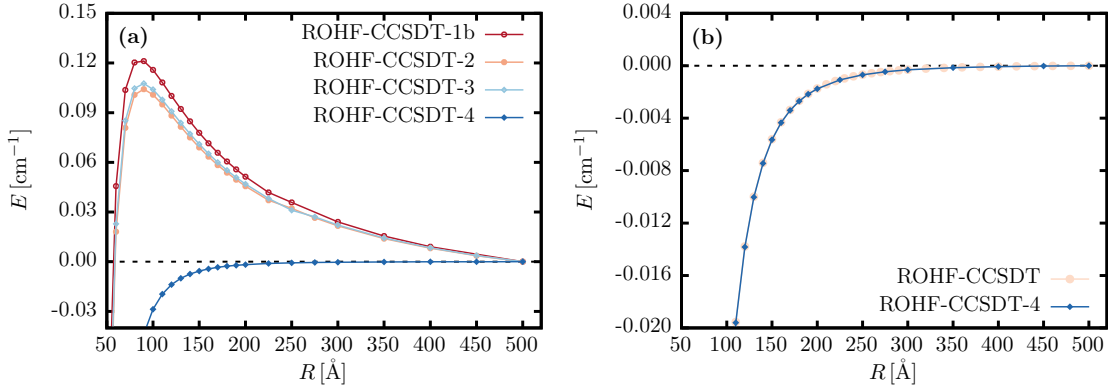 (a)
ROHF-CCSDT-1b
ROHF-CCSDT-2
ROHF-CCSDT-3
ROHF-CCSDT-4
0.15
0.12
0.09
0.06
0.03
0.00
-0.03
E [cm⁻¹]
50 100 150 200 250 300 350 400 450 500
R [Å]
(b)
0.004
0.000
-0.004
-0.008
-0.012
-0.016
-0.020
E [cm⁻¹]
ROHF-CCSDT
ROHF-CCSDT-4
50 100 150 200 250 300 350 400 450 500
R [Å]